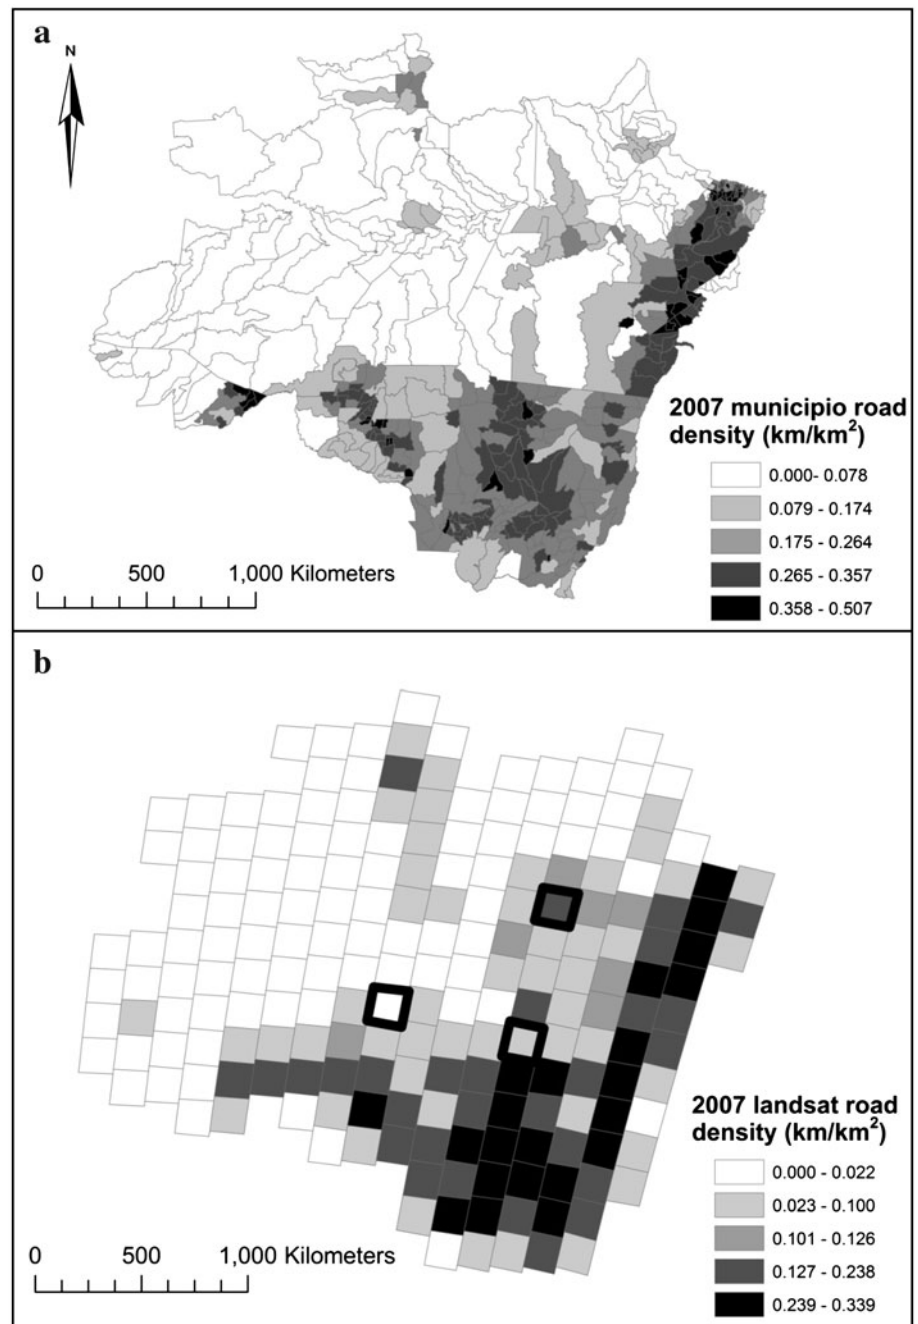 a
N
2007 municipio road
density (km/km²)
0.000- 0.078
0.079 - 0.174
0.175 - 0.264
0.265 - 0.357
0.358 - 0.507
0 500 1,000 Kilometers
b
2007 landsat road
density (km/km²)
0.000 - 0.022
0.023 - 0.100
0.101 - 0.126
0.127 - 0.238
0.239 - 0.339
0 500 1,000 Kilometers